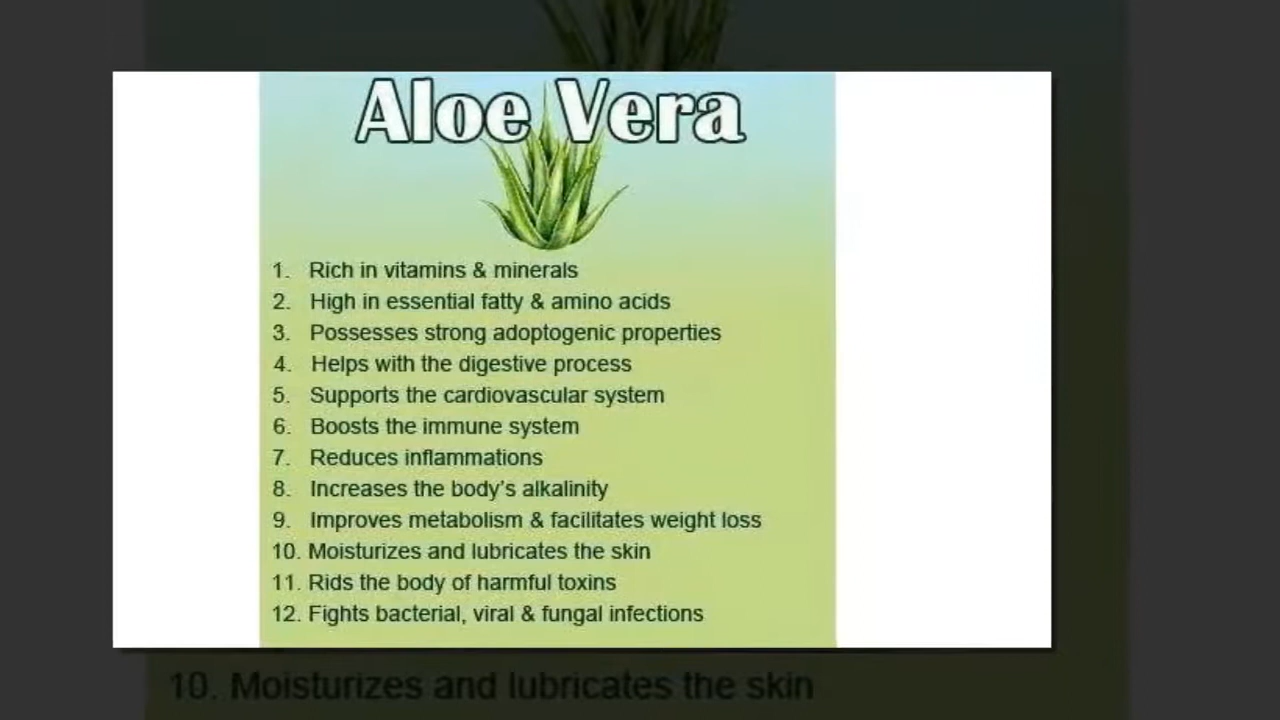 Aloe Vera
1. Rich in vitamins & minerals
2. High in essential fatty & amino acids
3. Possesses strong adoptogenic properties
4. Helps with the digestive process
5. Supports the cardiovascular system
6. Boosts the immune system
7. Reduces inflammations
8. Increases the body's alkalinity
9. Improves metabolism & facilitates weight loss
10. Moisturizes and lubricates the skin
11. Rids the body of harmful toxins
12. Fights bacterial, viral & fungal infections
10. Moisturizes and lubricates the skin